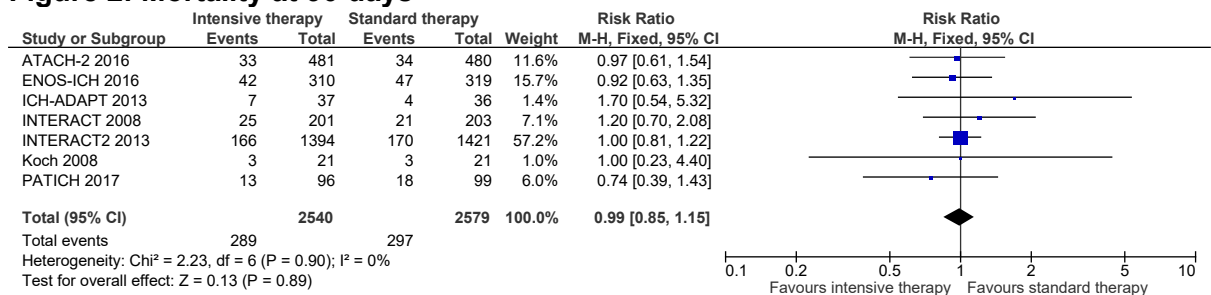 Intensive therapy Standard therapy Risk Ratio Risk Ratio
Study or Subgroup Events Total Events Total Weight M-H, Fixed, 95% CI M-H, Fixed, 95% CI
ATACH-2 2016 33 481 34 480 11.6% 0.97 [0.61, 1.54]
ENOS-ICH 2016 42 310 47 319 15.7% 0.92 [0.63, 1.35]
ICH-ADAPT 2013 7 37 4 36 1.4% 1.70 [0.54, 5.32]
INTERACT 2008 25 201 21 203 7.1% 1.20 [0.70, 2.08]
INTERACT2 2013 166 1394 170 1421 57.2% 1.00 [0.81, 1.22]
Koch 2008 3 21 3 21 1.0% 1.00 [0.23, 4.40]
PATICH 2017 13 96 18 99 6.0% 0.74 [0.39, 1.43]
Total (95% CI) 2540 2579 100.0% 0.99 [0.85, 1.15]
Total events 289 297
Heterogeneity: Chi² = 2.23, df = 6 (P = 0.90); I² = 0%
Test for overall effect: Z = 0.13 (P = 0.89)
0.1 0.2 0.5 1 2 5 10
Favours intensive therapy Favours standard therapy